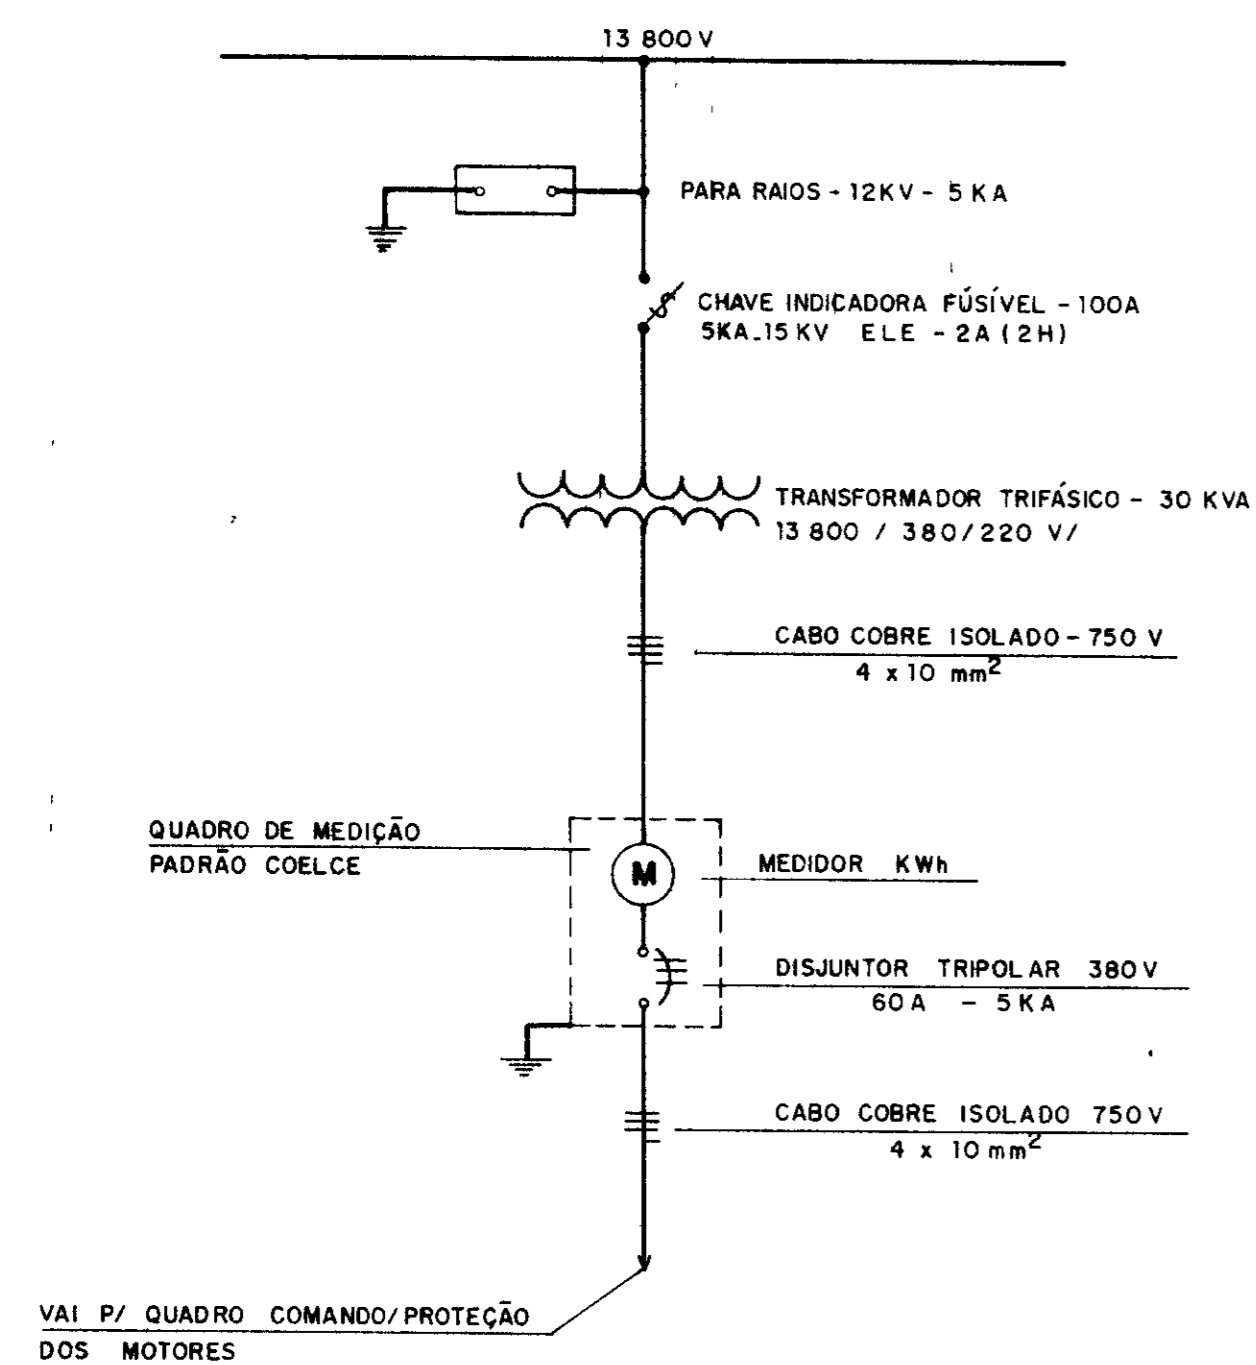 13 800 V
PARA RAIOS - 12KV - 5 KA
CHAVE INDICADORA FÚSÍVEL - 100A
5KA_15 KV ELE - 2A (2H)
TRANSFORMADOR TRIFÁSICO - 30 KVA
13 800 / 380/220 V/
CABO COBRE ISOLADO - 750 V
4 x 10 mm²
QUADRO DE MEDIÇÃO
PADRÃO COELCE
M
MEDIDOR KWh
DISJUNTOR TRIPOLAR 380 V
60 A - 5 KA
CABO COBRE ISOLADO 750 V
4 x 10 mm²
VAI P/ QUADRO COMANDO/PROTEÇÃO
DOS MOTORES